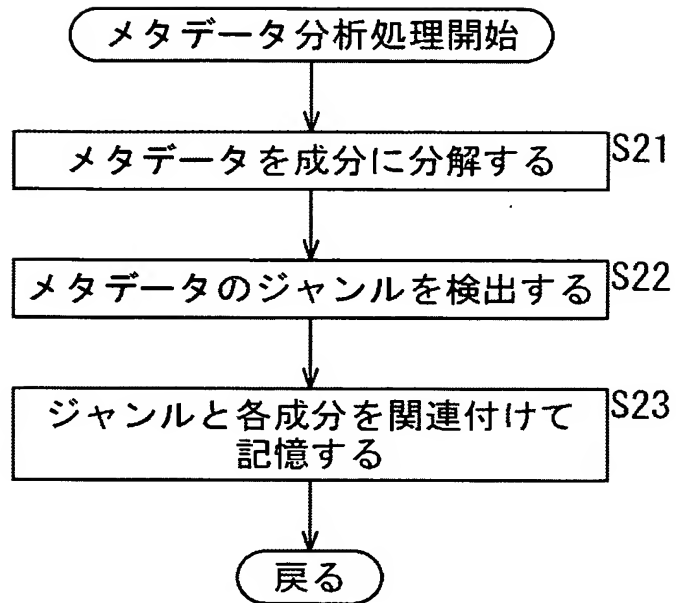 メタデータ分析処理開始
メタデータを成分に分解する
S21
メタデータのジャンルを検出する
S22
ジャンルと各成分を関連付けて
S23
記憶する
戻る